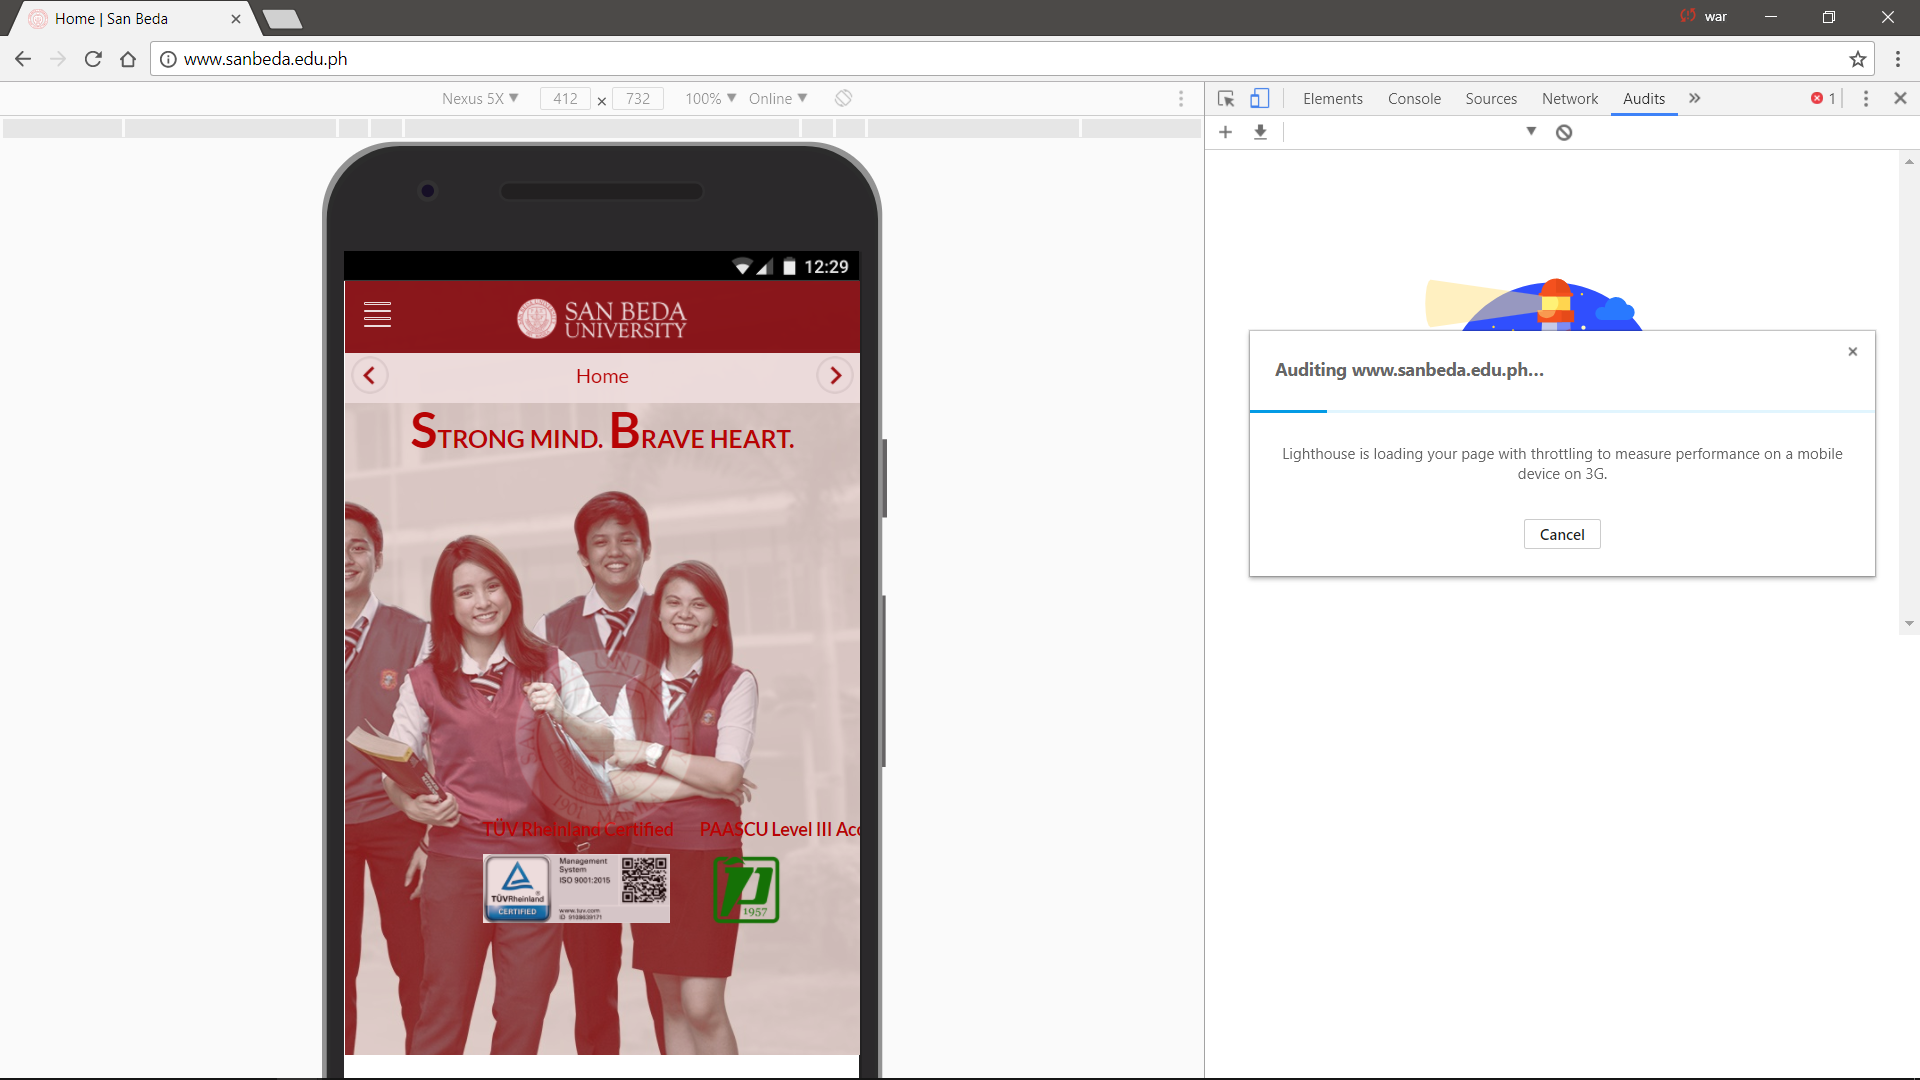 Home | San Beda
war
www.sanbeda.edu.ph
Nexus 5X 412 × 732 100% Online
Elements Console Sources Network Audits » 1
12:29
SAN BEDA
UNIVERSITY
Home
STRONG MIND. BRAVE HEART.
Auditing www.sanbeda.edu.ph...
Lighthouse is loading your page with throttling to measure performance on a mobile
device on 3G.
Cancel
UNIV
1901 MANI
TÜV Rheinland Certified PAASCU Level III Acc
Management
System
ISO 9001:2015
TÜVRheinland
CERTIFIED
www.tuv.com
ID 9108639171
1957